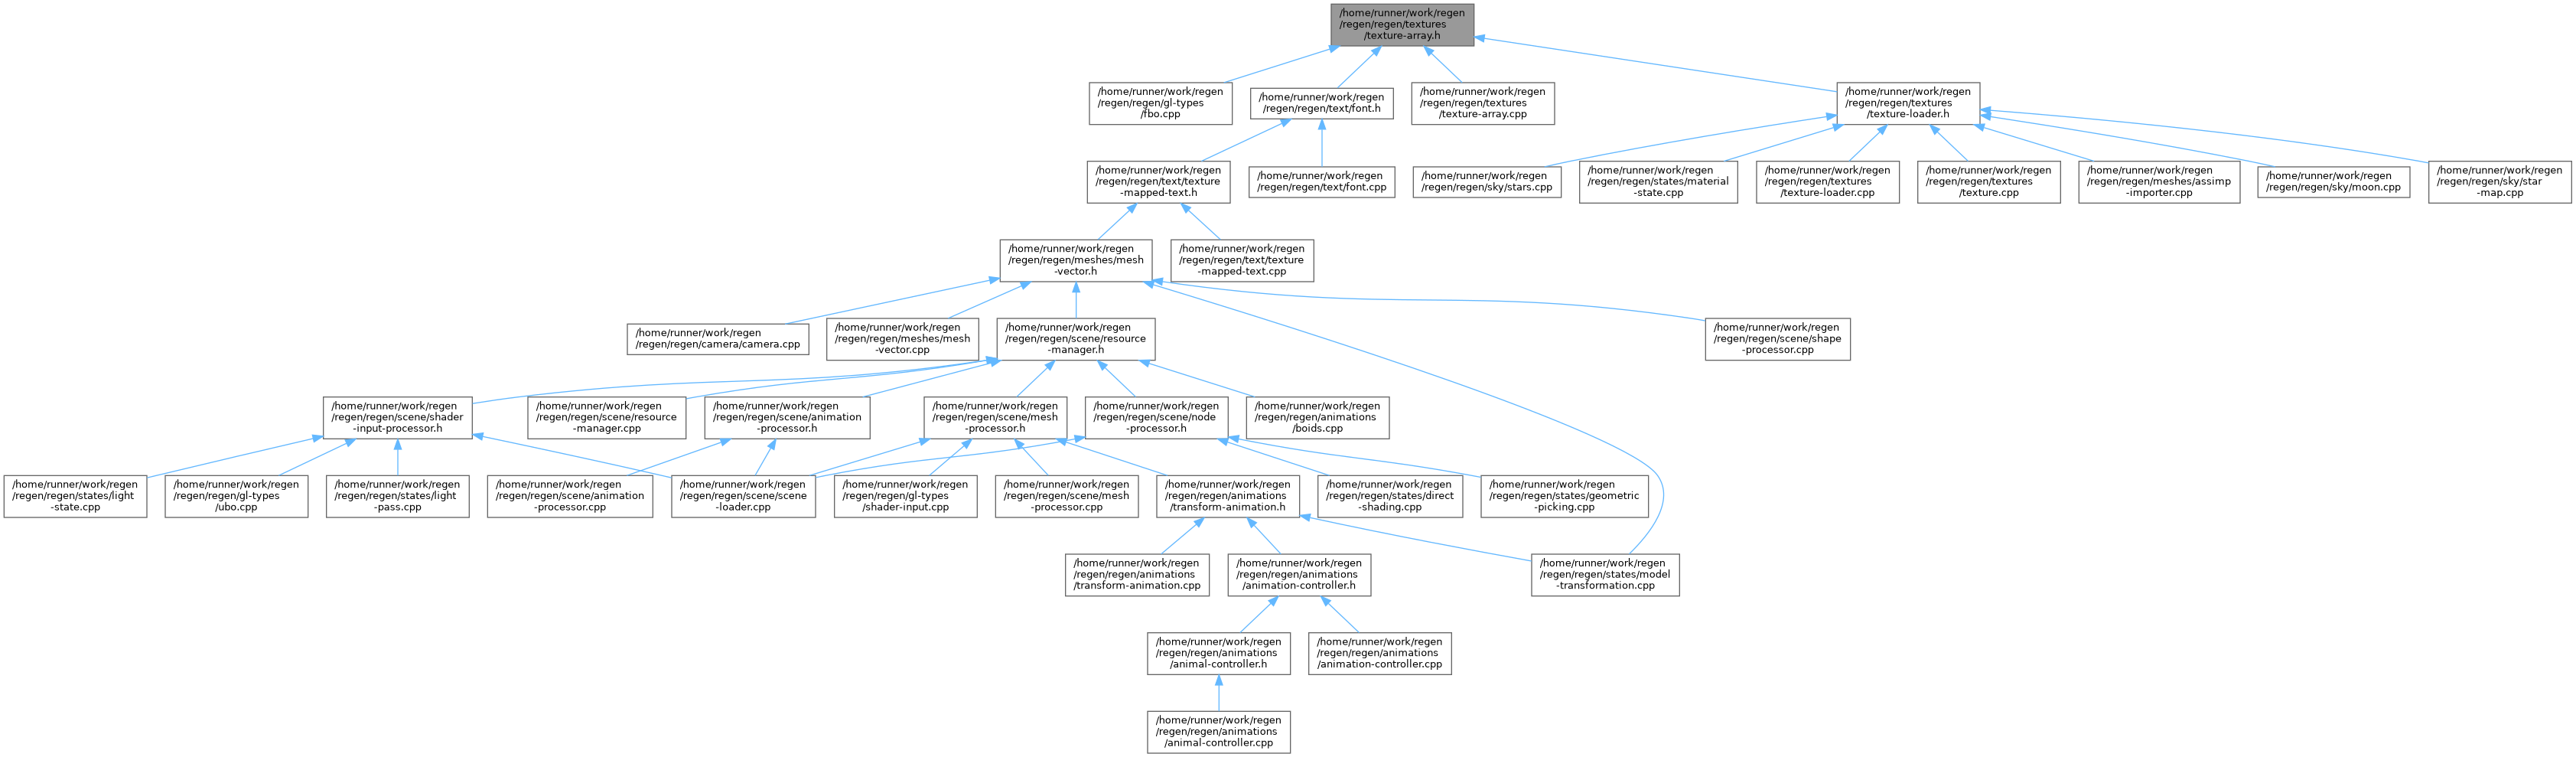 /home/runner/work/regen
/regen/regen/textures
/texture-array.h
/home/runner/work/regen
/regen/regen/gl-types
/fbo.cpp
/home/runner/work/regen
/regen/regen/text/font.h
/home/runner/work/regen
/regen/regen/textures
/texture-array.cpp
/home/runner/work/regen
/regen/regen/textures
/texture-loader.h
/home/runner/work/regen
/regen/regen/text/texture
-mapped-text.h
/home/runner/work/regen
/regen/regen/text/font.cpp
/home/runner/work/regen
/regen/regen/sky/stars.cpp
/home/runner/work/regen
/regen/regen/states/material
-state.cpp
/home/runner/work/regen
/regen/regen/textures
/texture-loader.cpp
/home/runner/work/regen
/regen/regen/textures
/texture.cpp
/home/runner/work/regen
/regen/regen/meshes/assimp
-importer.cpp
/home/runner/work/regen
/regen/regen/sky/moon.cpp
/home/runner/work/regen
/regen/regen/sky/star
-map.cpp
/home/runner/work/regen
/regen/regen/meshes/mesh
-vector.h
/home/runner/work/regen
/regen/regen/text/texture
-mapped-text.cpp
/home/runner/work/regen
/regen/regen/camera/camera.cpp
/home/runner/work/regen
/regen/regen/meshes/mesh
-vector.cpp
/home/runner/work/regen
/regen/regen/scene/resource
-manager.h
/home/runner/work/regen
/regen/regen/scene/shape
-processor.cpp
/home/runner/work/regen
/regen/regen/scene/shader
-input-processor.h
/home/runner/work/regen
/regen/regen/scene/resource
-manager.cpp
/home/runner/work/regen
/regen/regen/scene/animation
-processor.h
/home/runner/work/regen
/regen/regen/scene/mesh
-processor.h
/home/runner/work/regen
/regen/regen/scene/node
-processor.h
/home/runner/work/regen
/regen/regen/animations
/boids.cpp
/home/runner/work/regen
/regen/regen/states/light
-state.cpp
/home/runner/work/regen
/regen/regen/gl-types
/ubo.cpp
/home/runner/work/regen
/regen/regen/states/light
-pass.cpp
/home/runner/work/regen
/regen/regen/scene/animation
-processor.cpp
/home/runner/work/regen
/regen/regen/scene/scene
-loader.cpp
/home/runner/work/regen
/regen/regen/gl-types
/shader-input.cpp
/home/runner/work/regen
/regen/regen/scene/mesh
-processor.cpp
/home/runner/work/regen
/regen/regen/animations
/transform-animation.h
/home/runner/work/regen
/regen/regen/states/direct
-shading.cpp
/home/runner/work/regen
/regen/regen/states/geometric
-picking.cpp
/home/runner/work/regen
/regen/regen/animations
/transform-animation.cpp
/home/runner/work/regen
/regen/regen/animations
/animation-controller.h
/home/runner/work/regen
/regen/regen/states/model
-transformation.cpp
/home/runner/work/regen
/regen/regen/animations
/animal-controller.h
/home/runner/work/regen
/regen/regen/animations
/animation-controller.cpp
/home/runner/work/regen
/regen/regen/animations
/animal-controller.cpp